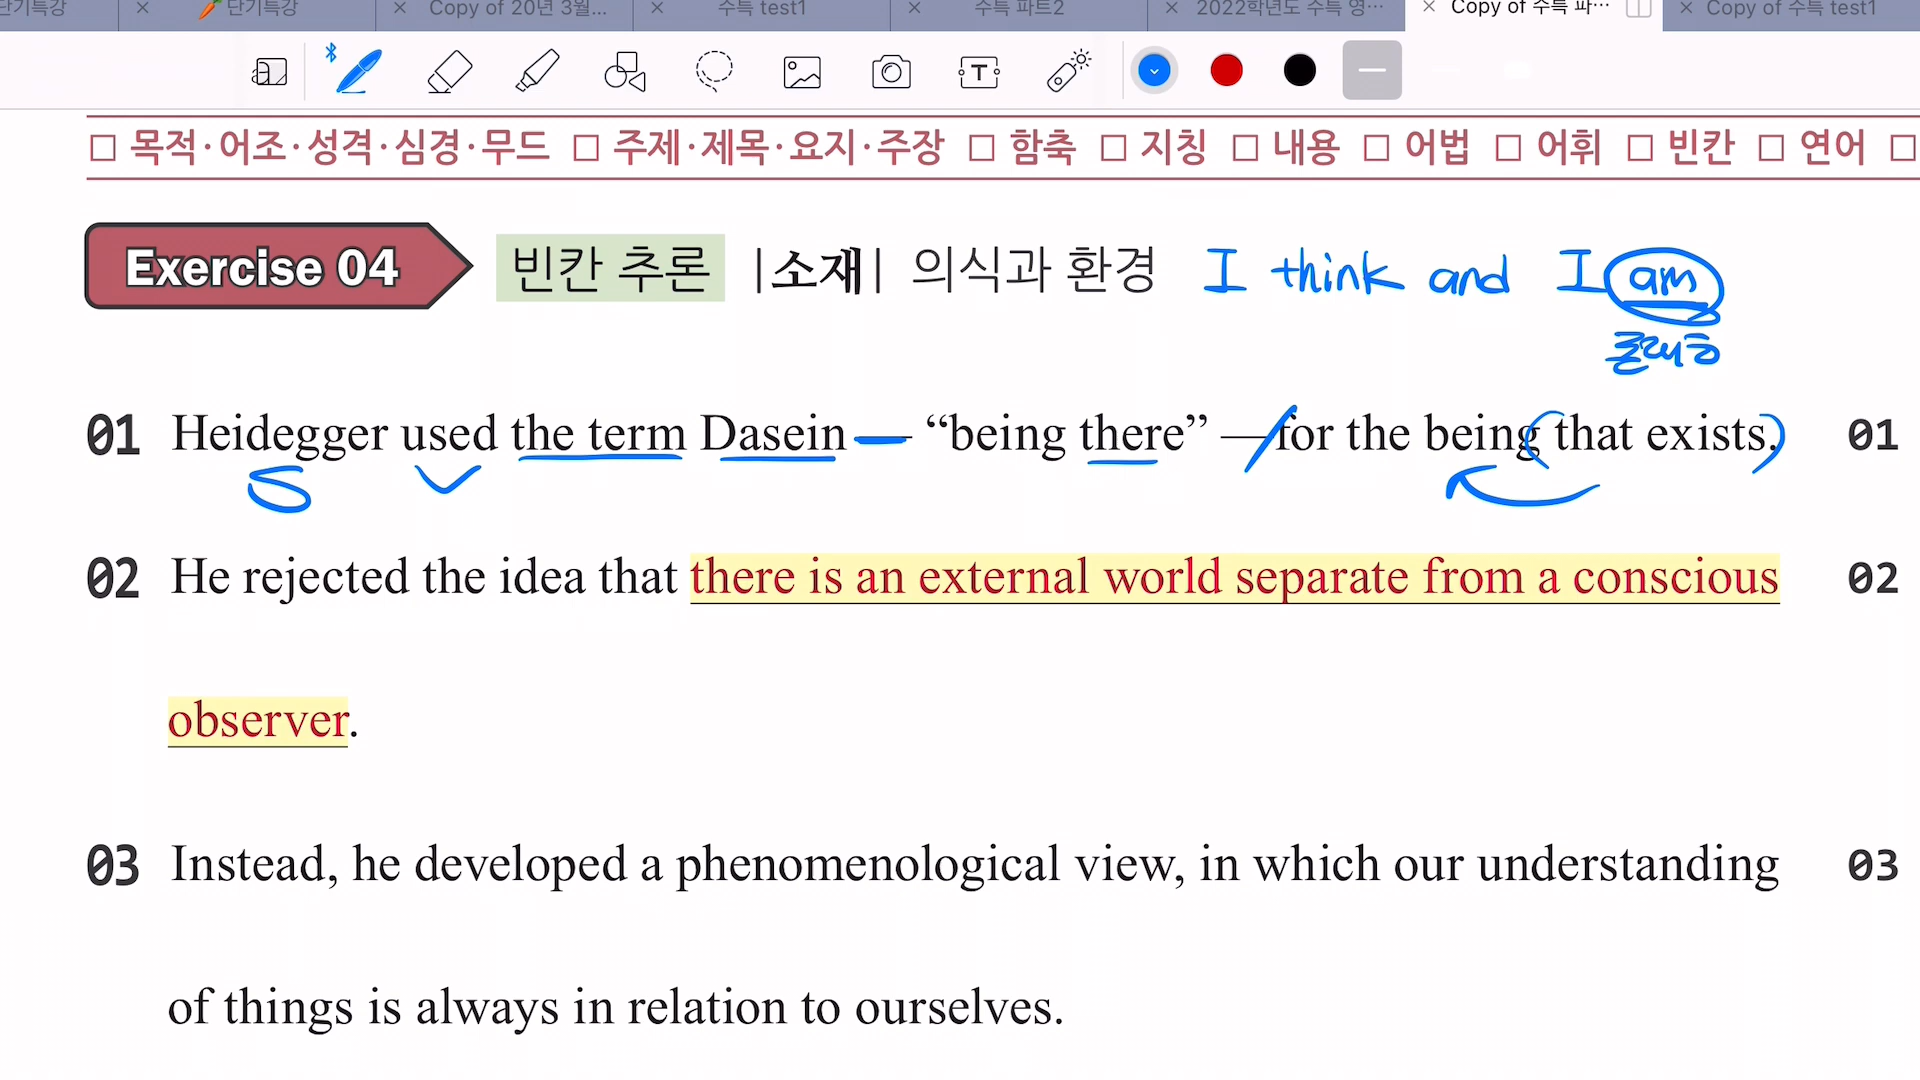 단기특강
× 🥕단기특강
× Copy of 20년 3월...
× 수특 test1
× 수특 파트2
× 2022학년도 수특 영...
× Copy of 수특 파...
× Copy of 수특 test1
□ 목적·어조·성격·심경·무드 □ 주제·제목·요지·주장 □ 함축 □ 지칭 □ 내용 □ 어법 □ 어휘 □ 빈칸 □ 연어 □
Exercise 04 빈칸 추론 |소재| 의식과 환경 I think and I am
존재응
01 Heidegger used the term Dasein — “being there” — for the being (that exists.) 01
S V
02 He rejected the idea that there is an external world separate from a conscious 02
observer.
03 Instead, he developed a phenomenological view, in which our understanding 03
of things is always in relation to ourselves.